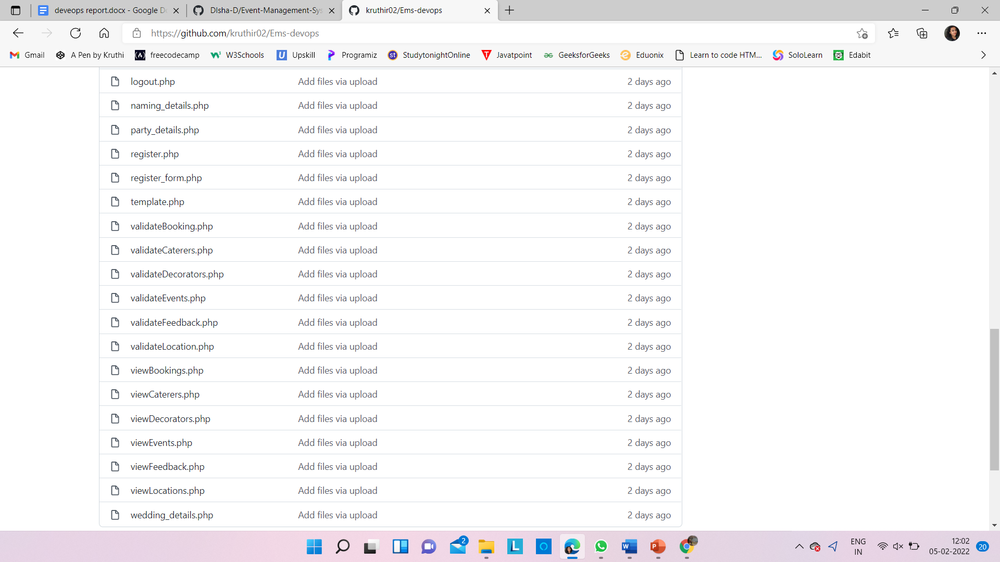 deveops report.docx - Google Do
DIsha-D/Event-Management-Sys
kruthir02/Ems-devops
https://github.com/kruthir02/Ems-devops
Gmail A Pen by Kruthi freecodecamp W3Schools Upskill Programiz StudytonightOnline Javatpoint GeeksforGeeks Eduonix Learn to code HTM... SoloLearn Edabit
logout.php Add files via upload 2 days ago
naming_details.php Add files via upload 2 days ago
party_details.php Add files via upload 2 days ago
register.php Add files via upload 2 days ago
register_form.php Add files via upload 2 days ago
template.php Add files via upload 2 days ago
validateBooking.php Add files via upload 2 days ago
validateCaterers.php Add files via upload 2 days ago
validateDecorators.php Add files via upload 2 days ago
validateEvents.php Add files via upload 2 days ago
validateFeedback.php Add files via upload 2 days ago
validateLocation.php Add files via upload 2 days ago
viewBookings.php Add files via upload 2 days ago
viewCaterers.php Add files via upload 2 days ago
viewDecorators.php Add files via upload 2 days ago
viewEvents.php Add files via upload 2 days ago
viewFeedback.php Add files via upload 2 days ago
viewLocations.php Add files via upload 2 days ago
wedding_details.php Add files via upload 2 days ago
2
ENG
IN
12:02
05-02-2022
20